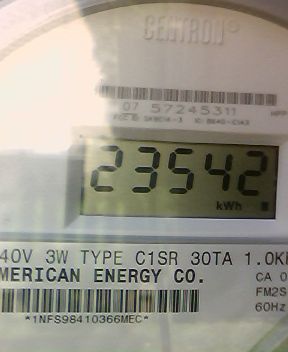 CENTRON®
07 57245311
23542
kWh
40V 3W TYPE C1SR 30TA 1.0K
MERICAN ENERGY CO.
CA 0
FM2S
60Hz
*1NFS98410366MEC*